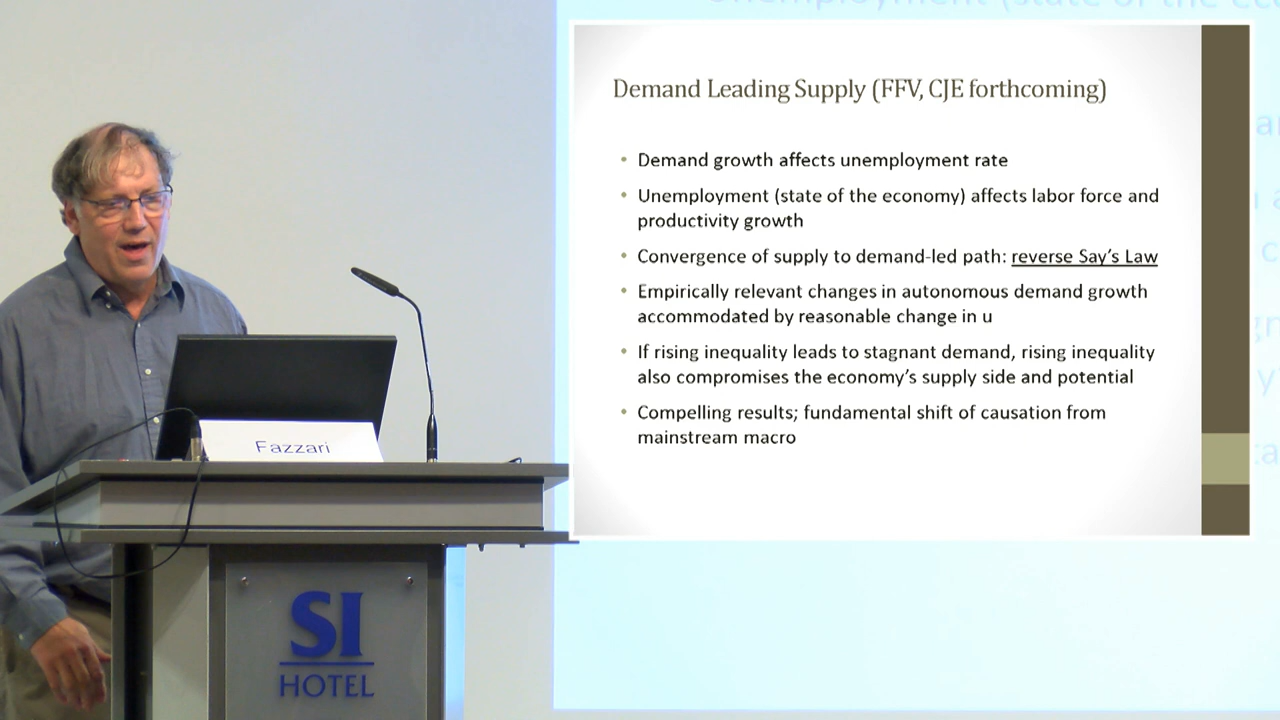 Demand Leading Supply (FFV, CJE forthcoming)
• Demand growth affects unemployment rate
• Unemployment (state of the economy) affects labor force and
productivity growth
• Convergence of supply to demand-led path: reverse Say's Law
• Empirically relevant changes in autonomous demand growth
accommodated by reasonable change in u
• If rising inequality leads to stagnant demand, rising inequality
also compromises the economy's supply side and potential
• Compelling results; fundamental shift of causation from
mainstream macro
Fazzari
SI
HOTEL